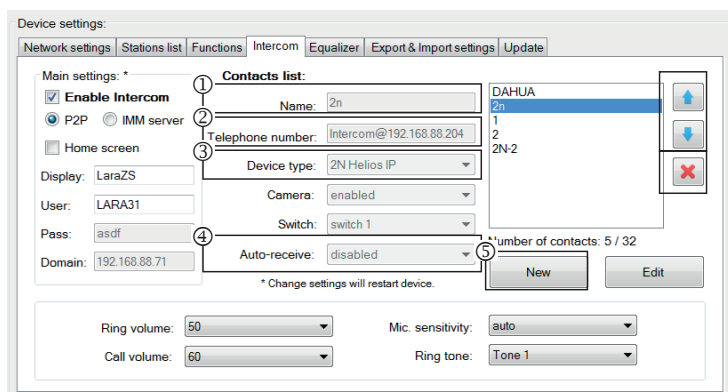 Device settings:
Network settings Stations list Functions Intercom Equalizer Export & Import settings Update
Main settings: *
Enable Intercom
P2P IMM server
Home screen
Display: LaraZS
User: LARA31
Pass: asdf
Domain: 192.168.88.71
Contacts list:
① Name: 2n
② Telephone number: Intercom@192.168.88.204
③ Device type: 2N Helios IP
Camera: enabled
Switch: switch 1
④ Auto-receive: disabled
* Change settings will restart device.
DAHUA
2n
1
2
2N-2
Number of contacts: 5 / 32
⑤ New Edit
Ring volume: 50 Mic. sensitivity: auto
Call volume: 60 Ring tone: Tone 1